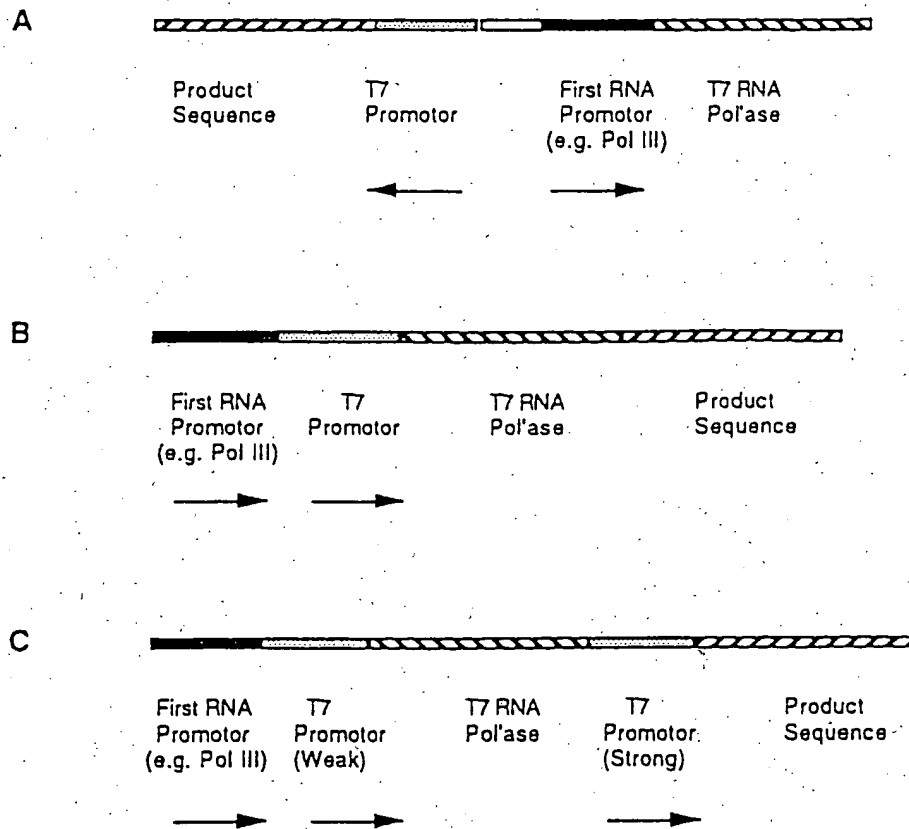 A
Product
Sequence
T7
Promotor
First RNA
Promotor
(e.g. Pol III)
T7 RNA
Pol'ase
B
First RNA
Promotor
(e.g. Pol III)
T7
Promotor
T7 RNA
Pol'ase
Product
Sequence
C
First RNA
Promotor
(e.g. Pol III)
T7
Promotor
(Weak)
T7 RNA
Pol'ase
T7
Promotor
(Strong)
Product
Sequence